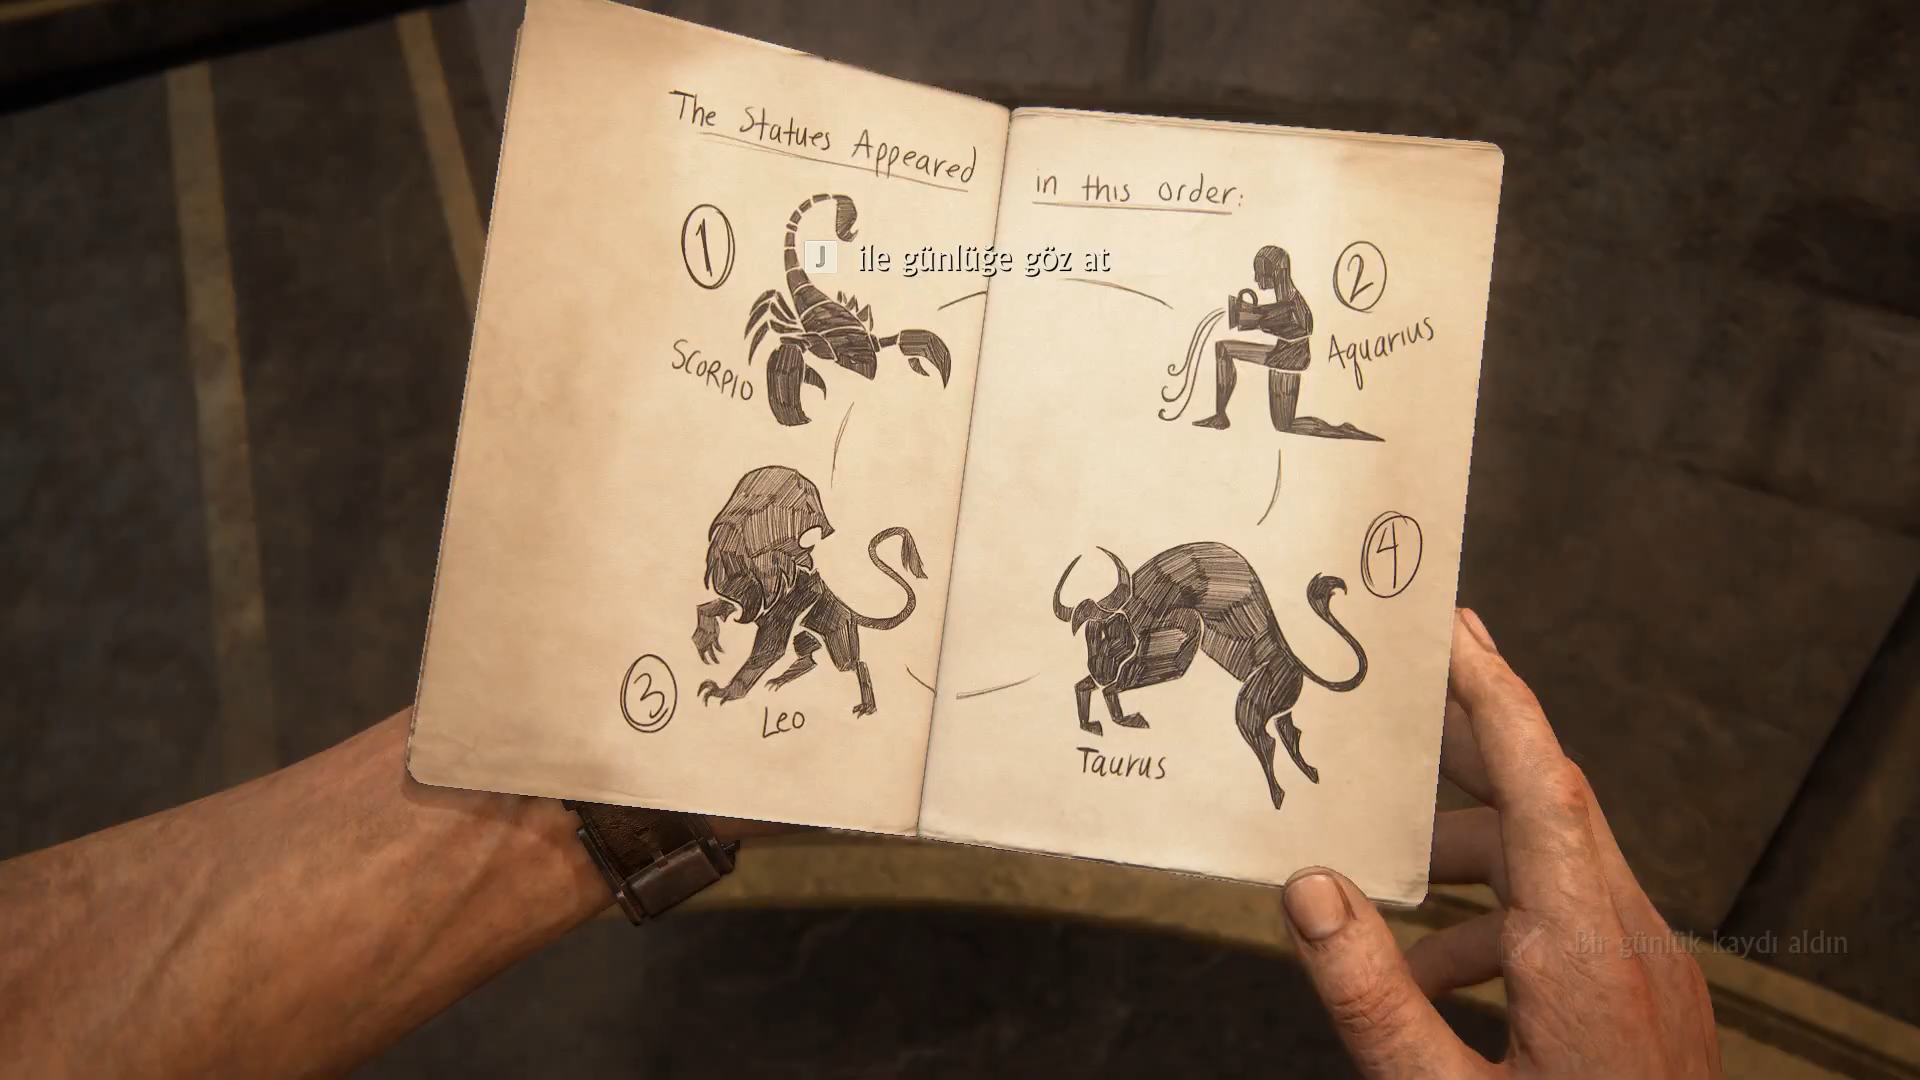 The Statues Appeared
in this order:
1
J ile günlüğe göz at
2
Scorpio
Aquarius
4
3
Leo
Taurus
Bir günlük kaydı aldın